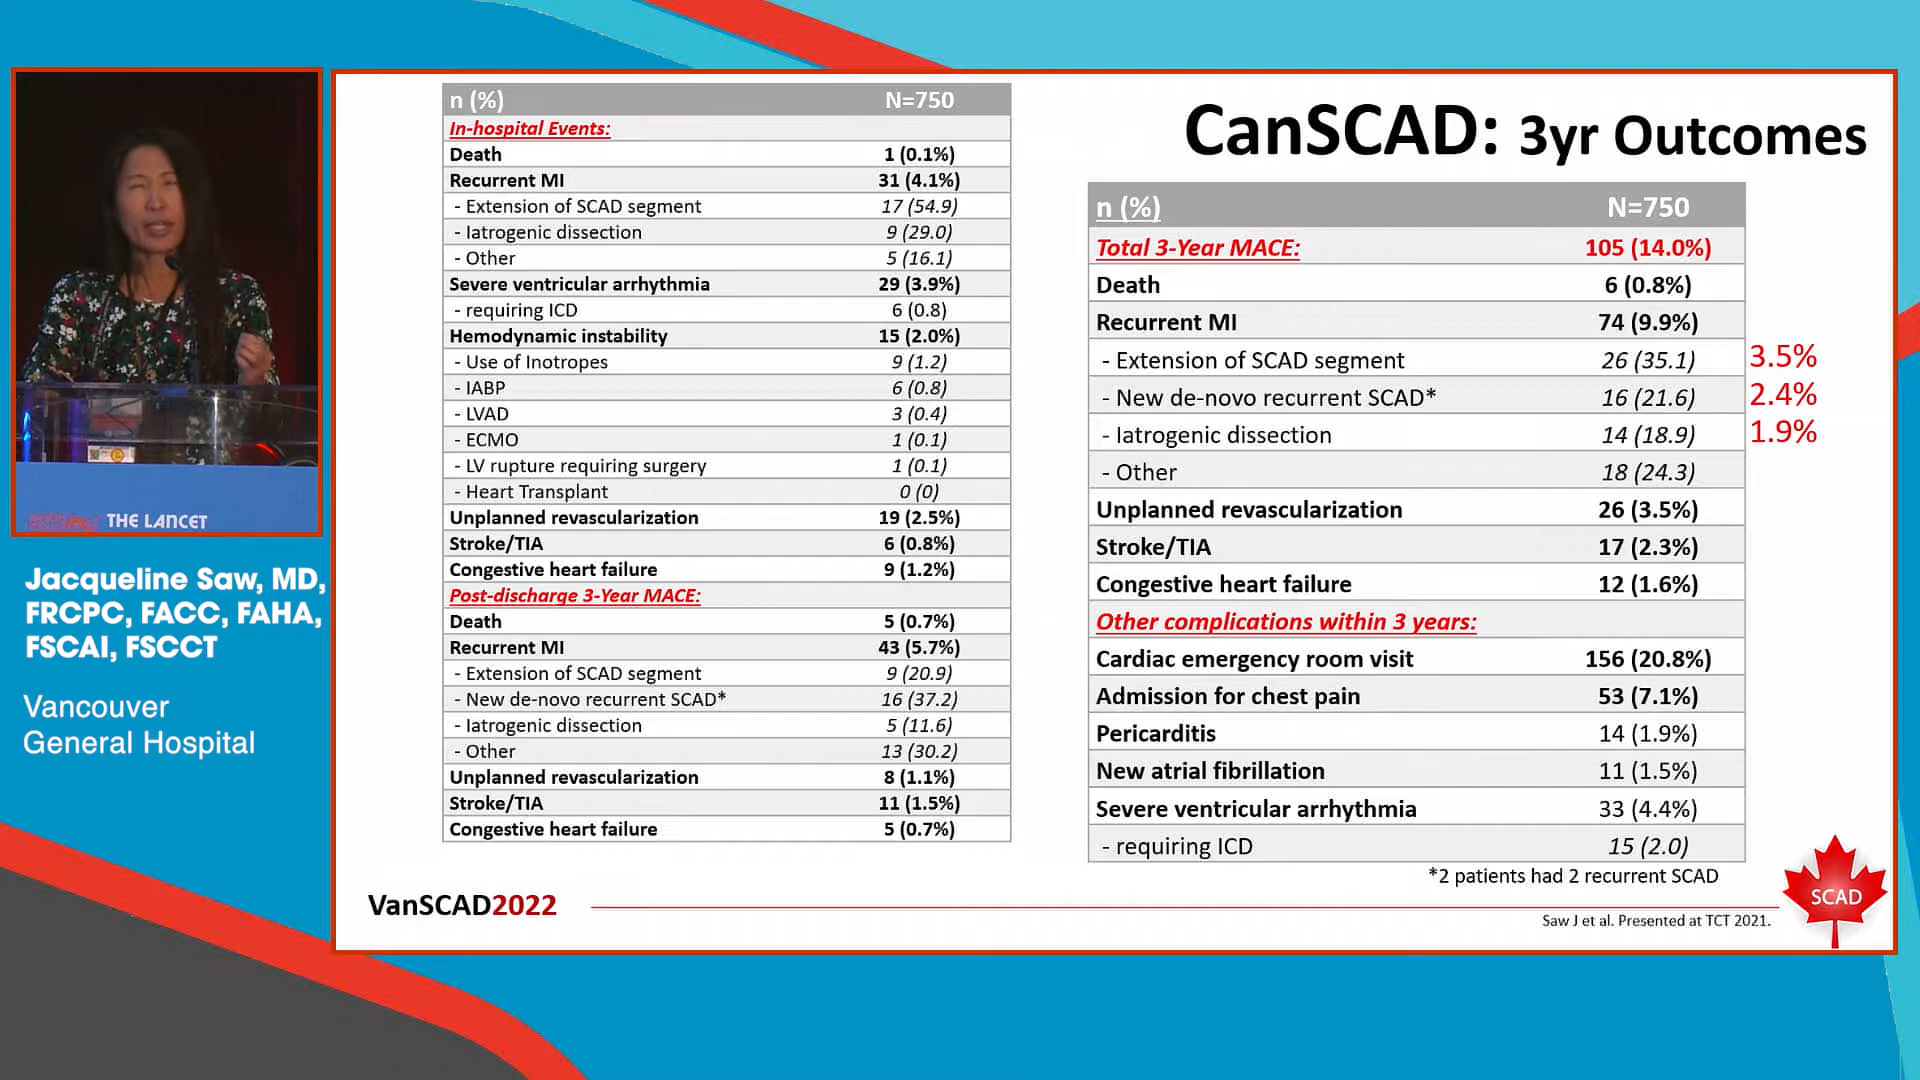 n (%) N=750
In-hospital Events:
Death 1 (0.1%)
Recurrent MI 31 (4.1%)
- Extension of SCAD segment 17 (54.9)
- Iatrogenic dissection 9 (29.0)
- Other 5 (16.1)
Severe ventricular arrhythmia 29 (3.9%)
- requiring ICD 6 (0.8)
Hemodynamic instability 15 (2.0%)
- Use of Inotropes 9 (1.2)
- IABP 6 (0.8)
- LVAD 3 (0.4)
- ECMO 1 (0.1)
- LV rupture requiring surgery 1 (0.1)
- Heart Transplant 0 (0)
Unplanned revascularization 19 (2.5%)
Stroke/TIA 6 (0.8%)
Congestive heart failure 9 (1.2%)
Post-discharge 3-Year MACE:
Death 5 (0.7%)
Recurrent MI 43 (5.7%)
- Extension of SCAD segment 9 (20.9)
- New de-novo recurrent SCAD* 16 (37.2)
- Iatrogenic dissection 5 (11.6)
- Other 13 (30.2)
Unplanned revascularization 8 (1.1%)
Stroke/TIA 11 (1.5%)
Congestive heart failure 5 (0.7%)
CanSCAD: 3yr Outcomes
n (%) N=750
Total 3-Year MACE: 105 (14.0%)
Death 6 (0.8%)
Recurrent MI 74 (9.9%)
- Extension of SCAD segment 26 (35.1) 3.5%
- New de-novo recurrent SCAD* 16 (21.6) 2.4%
- Iatrogenic dissection 14 (18.9) 1.9%
- Other 18 (24.3)
Unplanned revascularization 26 (3.5%)
Stroke/TIA 17 (2.3%)
Congestive heart failure 12 (1.6%)
Other complications within 3 years:
Cardiac emergency room visit 156 (20.8%)
Admission for chest pain 53 (7.1%)
Pericarditis 14 (1.9%)
New atrial fibrillation 11 (1.5%)
Severe ventricular arrhythmia 33 (4.4%)
- requiring ICD 15 (2.0)
*2 patients had 2 recurrent SCAD
SCAD
VanSCAD2022
Saw J et al. Presented at TCT 2021.
THE LANCET
Jacqueline Saw, MD,
FRCPC, FACC, FAHA,
FSCAI, FSCCT
Vancouver
General Hospital